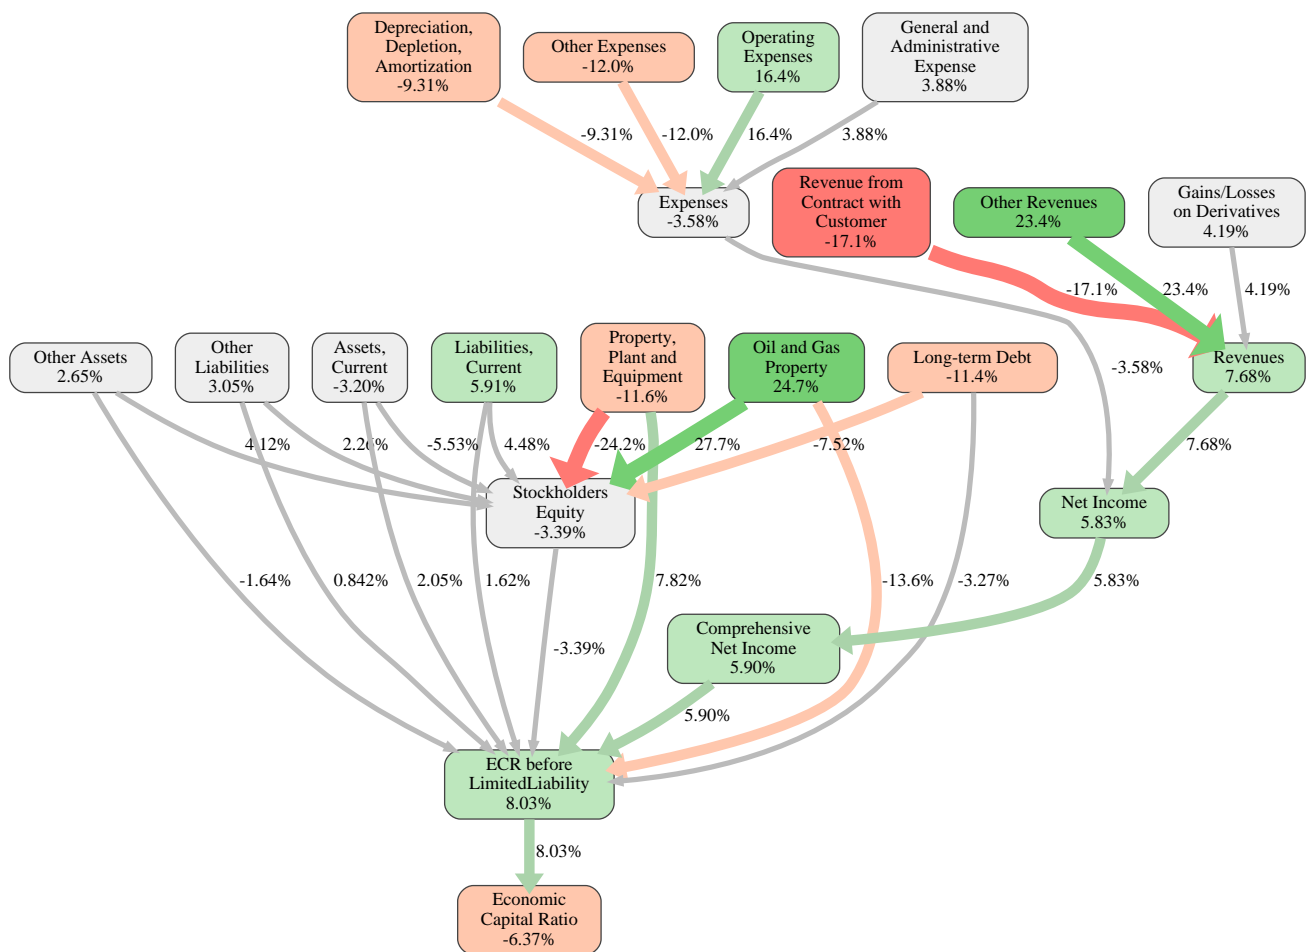 Depreciation,
Depletion,
Amortization
-9.31%
Other Expenses
-12.0%
Operating
Expenses
16.4%
General and
Administrative
Expense
3.88%
-9.31%
-12.0%
16.4%
3.88%
Expenses
-3.58%
Revenue from
Contract with
Customer
-17.1%
Other Revenues
23.4%
Gains/Losses
on Derivatives
4.19%
-17.1%
23.4%
4.19%
Other Assets
2.65%
Other
Liabilities
3.05%
Assets,
Current
-3.20%
Liabilities,
Current
5.91%
Property,
Plant and
Equipment
-11.6%
Oil and Gas
Property
24.7%
Long-term Debt
-11.4%
-3.58%
Revenues
7.68%
4.12%
2.26%
-5.53%
4.48%
-24.2%
27.7%
-7.52%
7.68%
Stockholders
Equity
-3.39%
Net Income
5.83%
-1.64%
0.842%
2.05%
1.62%
7.82%
-13.6%
-3.27%
5.83%
Comprehensive
Net Income
5.90%
-3.39%
5.90%
ECR before
LimitedLiability
8.03%
8.03%
Economic
Capital Ratio
-6.37%